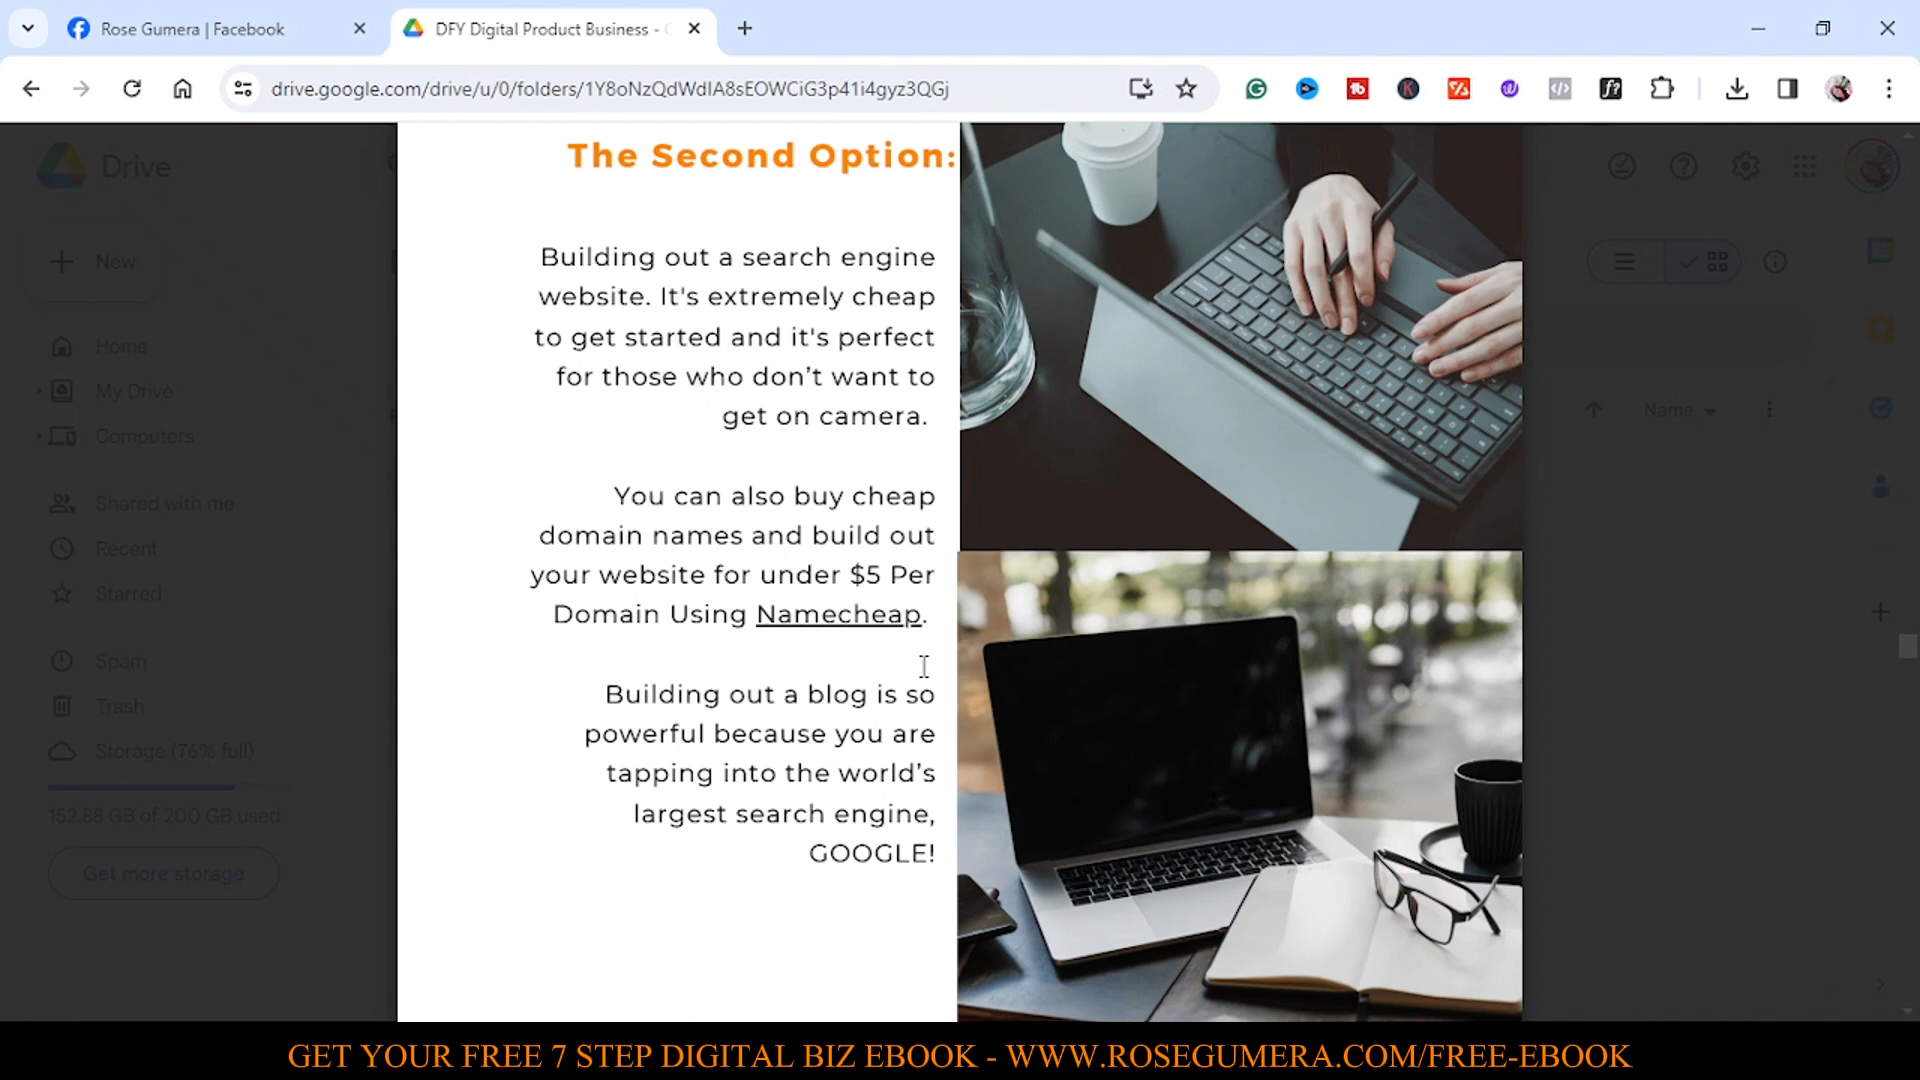 Rose Gumera | Facebook
DFY Digital Product Business -
drive.google.com/drive/u/0/folders/1Y8oNzQdWdIA8sEOWCiG3p41i4gyz3QGj
Drive
New
Home
My Drive
Computers
Shared with me
Recent
Starred
Spam
Trash
Storage (76% full)
152.88 GB of 200 GB used
Get more storage
The Second Option:
Building out a search engine
website. It's extremely cheap
to get started and it's perfect
for those who don’t want to
get on camera.
You can also buy cheap
domain names and build out
your website for under $5 Per
Domain Using Namecheap.
Building out a blog is so
powerful because you are
tapping into the world’s
largest search engine,
GOOGLE!
Name
GET YOUR FREE 7 STEP DIGITAL BIZ EBOOK - WWW.ROSEGUMERA.COM/FREE-EBOOK